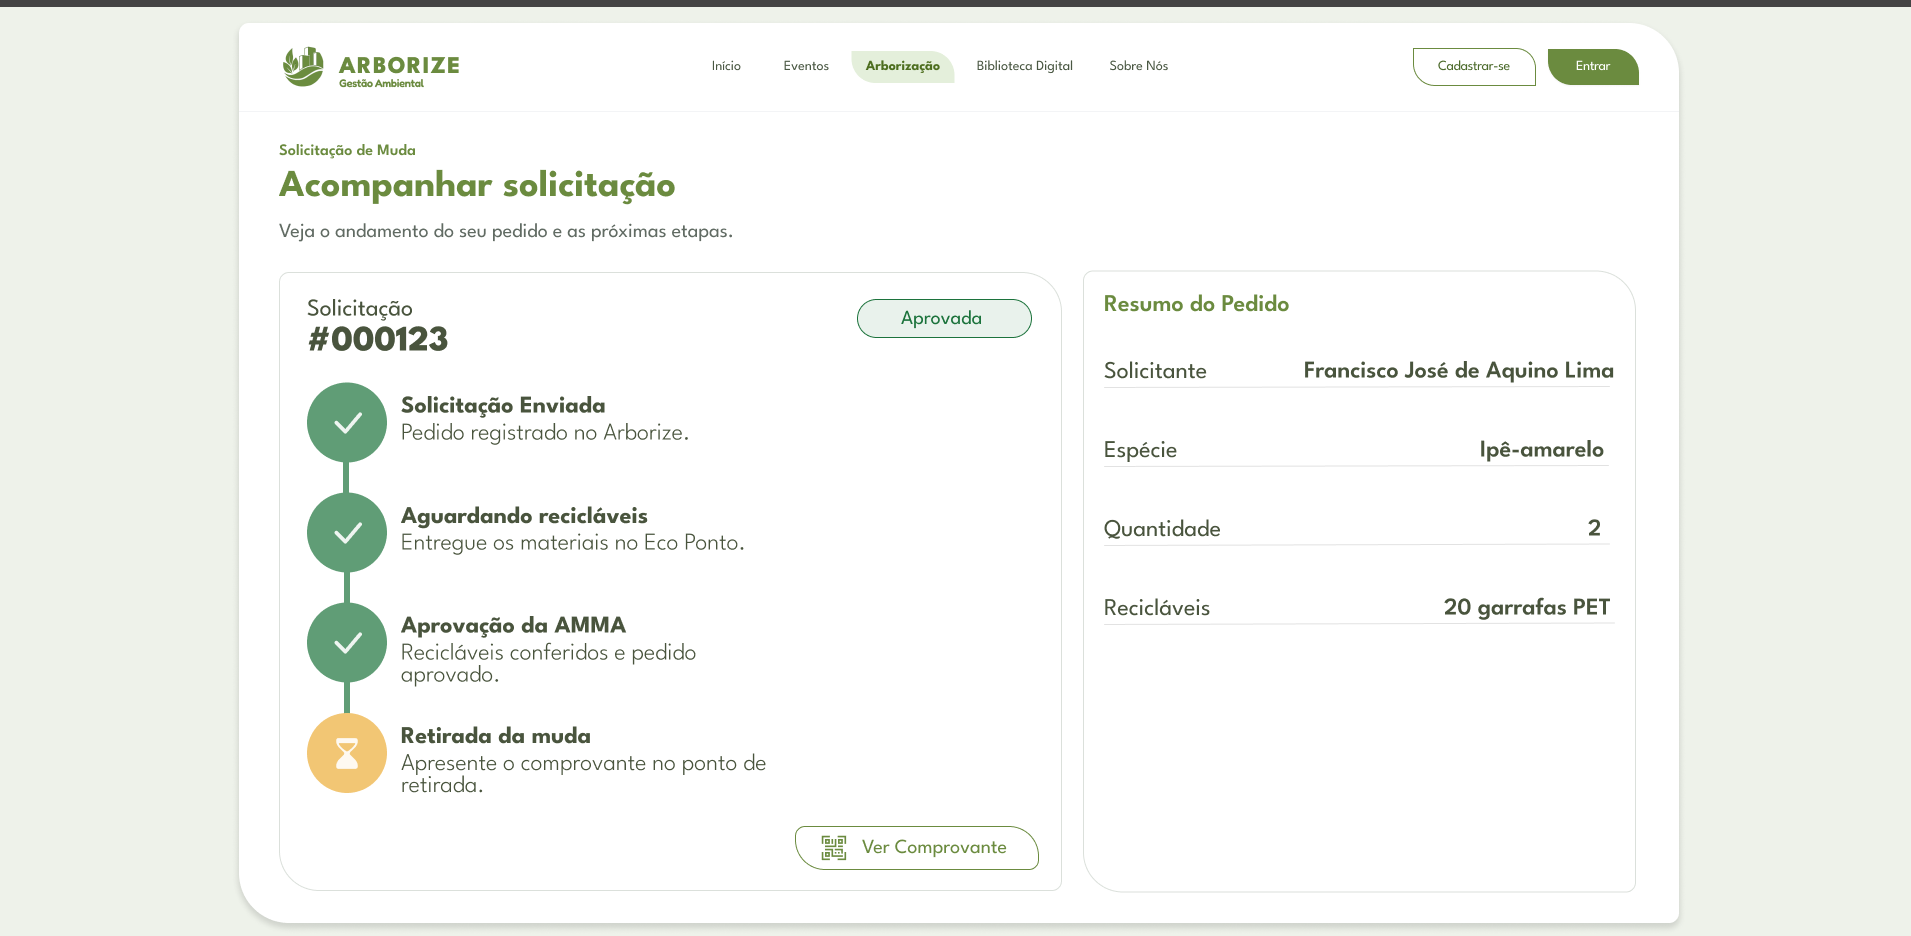 ARBORIZE
Gestão Ambiental
Início
Eventos
Arborização
Biblioteca Digital
Sobre Nós
Cadastrar-se
Entrar
Solicitação de Muda
Acompanhar solicitação
Veja o andamento do seu pedido e as próximas etapas.
Solicitação
#000123
Aprovada
Solicitação Enviada
Pedido registrado no Arborize.
Aguardando recicláveis
Entregue os materiais no Eco Ponto.
Aprovação da AMMA
Recicláveis conferidos e pedido
aprovado.
Retirada da muda
Apresente o comprovante no ponto de
retirada.
Ver Comprovante
Resumo do Pedido
Solicitante Francisco José de Aquino Lima
Espécie Ipê-amarelo
Quantidade 2
Recicláveis 20 garrafas PET